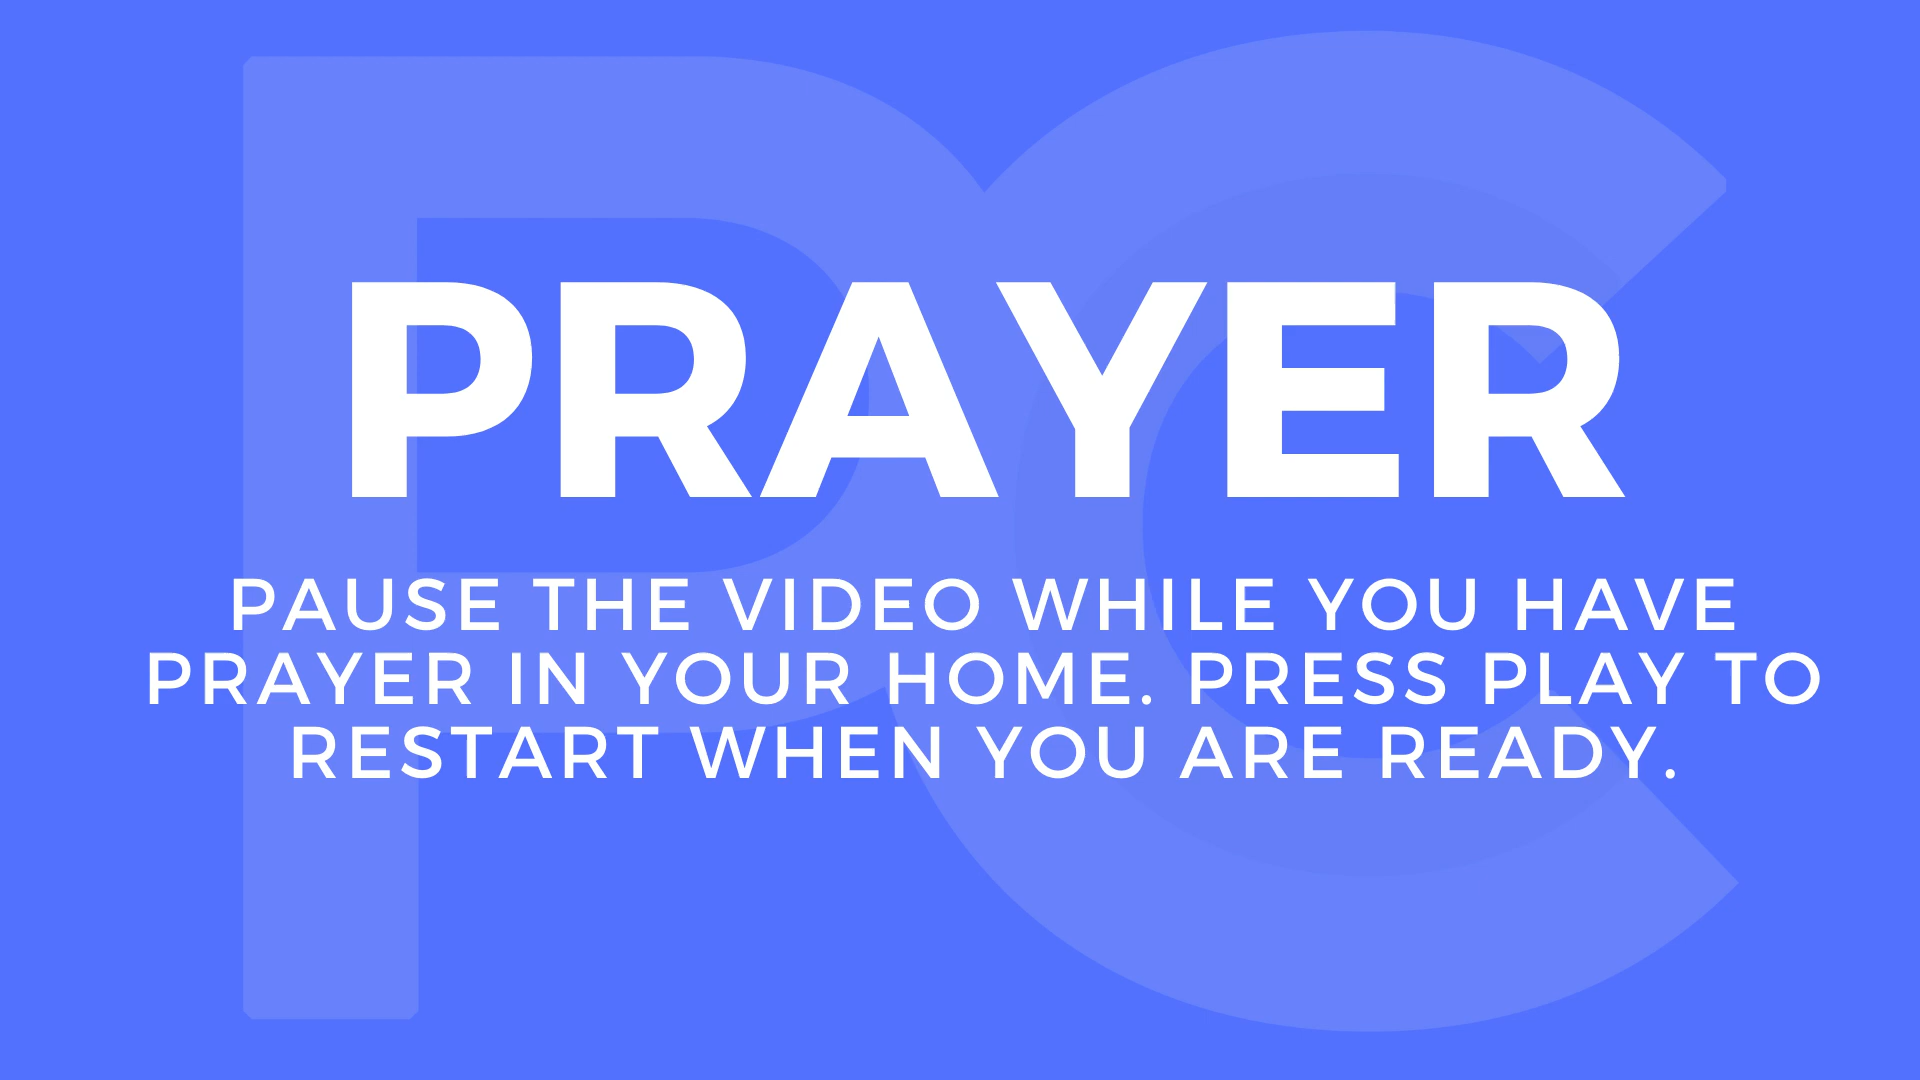 PC
PRAYER
PAUSE THE VIDEO WHILE YOU HAVE
PRAYER IN YOUR HOME. PRESS PLAY TO
RESTART WHEN YOU ARE READY.